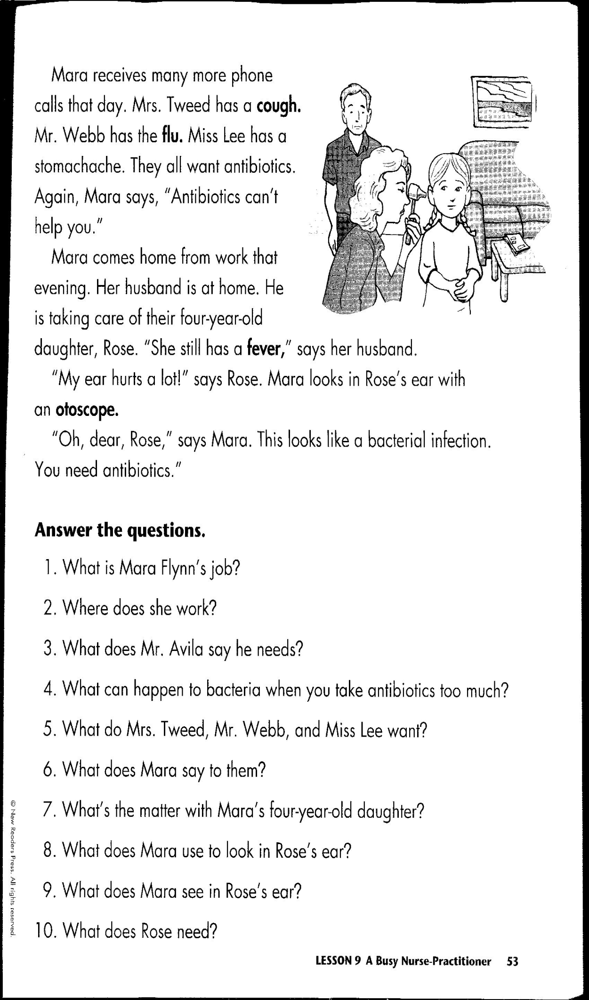 Mara receives many more phone
calls that day. Mrs. Tweed has a cough.
Mr. Webb has the flu. Miss Lee has a
stomachache. They all want antibiotics.
Again, Mara says, "Antibiotics can't
help you."
Mara comes home from work that
evening. Her husband is at home. He
is taking care of their four-year-old
daughter, Rose. "She still has a fever," says her husband.
"My ear hurts a lot!" says Rose. Mara looks in Rose's ear with
an otoscope.
"Oh, dear, Rose," says Mara. This looks like a bacterial infection.
You need antibiotics."
Answer the questions.
1. What is Mara Flynn's job?
2. Where does she work?
3. What does Mr. Avila say he needs?
4. What can happen to bacteria when you take antibiotics too much?
5. What do Mrs. Tweed, Mr. Webb, and Miss Lee want?
6. What does Mara say to them?
7. What's the matter with Mara's four-year-old daughter?
8. What does Mara use to look in Rose's ear?
9. What does Mara see in Rose's ear?
10. What does Rose need?
© New Readers Press. All rights reserved.
LESSON 9 A Busy Nurse-Practitioner 53